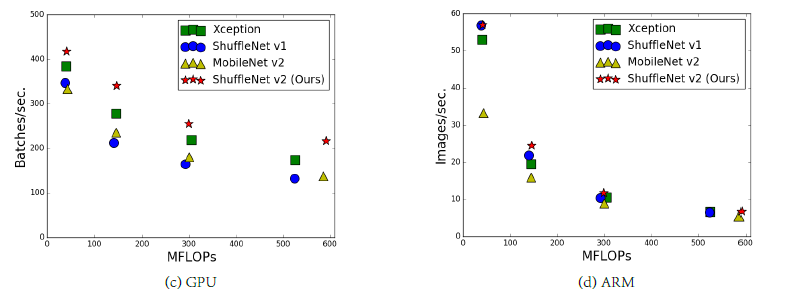 500
400
300
200
100
0
Batches/sec.
Xception
ShuffleNet v1
MobileNet v2
ShuffleNet v2 (Ours)
0 100 200 300 400 500 600
MFLOPs
(c) GPU
60
50
40
30
20
10
0
Images/sec.
Xception
ShuffleNet v1
MobileNet v2
ShuffleNet v2 (Ours)
0 100 200 300 400 500 600
MFLOPs
(d) ARM